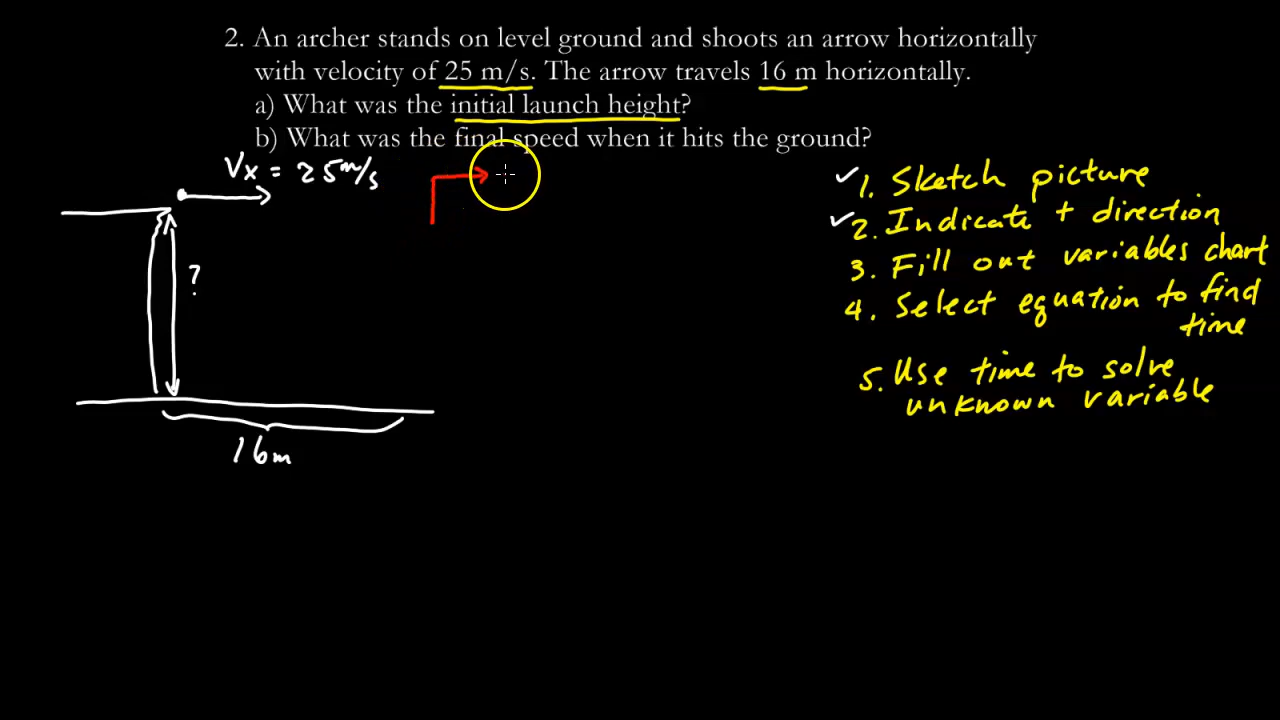 2. An archer stands on level ground and shoots an arrow horizontally
with velocity of 25 m/s. The arrow travels 16 m horizontally.
a) What was the initial launch height?
b) What was the final speed when it hits the ground?
Vx = 25 m/s
?
16m
1. Sketch picture
2. Indicate + direction
3. Fill out variables chart
4. Select equation to find
time
5. Use time to solve
unknown variable